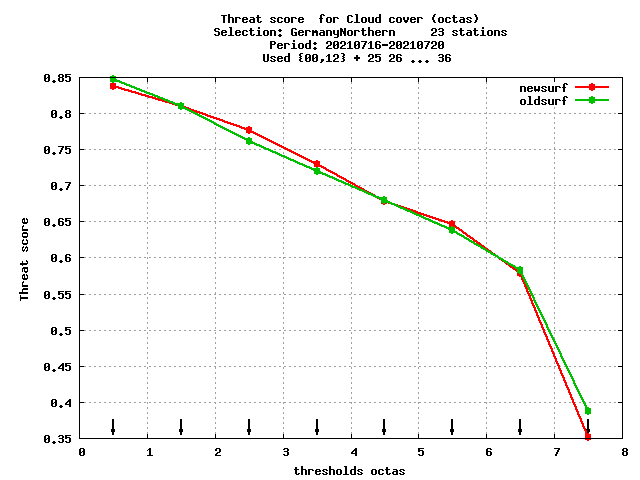 Threat score  for Cloud cover (octas)
Selection: GermanyNorthern     23 stations
Period: 20210716-20210720
Used {00,12} + 25 26 ... 36
newsurf
oldsurf
0.85
0.8
0.75
0.7
0.65
0.6
0.55
0.5
0.45
0.4
0.35
Threat score
0 1 2 3 4 5 6 7 8
thresholds octas